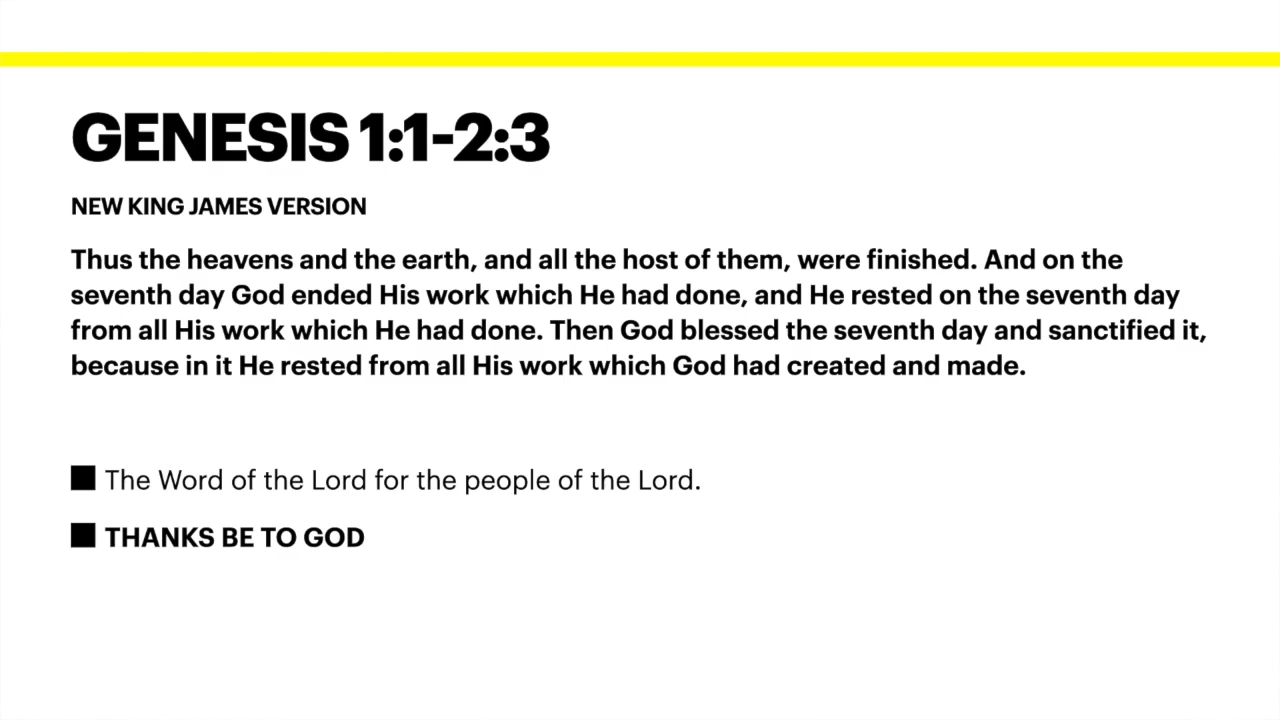 GENESIS 1:1-2:3
NEW KING JAMES VERSION
Thus the heavens and the earth, and all the host of them, were finished. And on the
seventh day God ended His work which He had done, and He rested on the seventh day
from all His work which He had done. Then God blessed the seventh day and sanctified it,
because in it He rested from all His work which God had created and made.
The Word of the Lord for the people of the Lord.
THANKS BE TO GOD